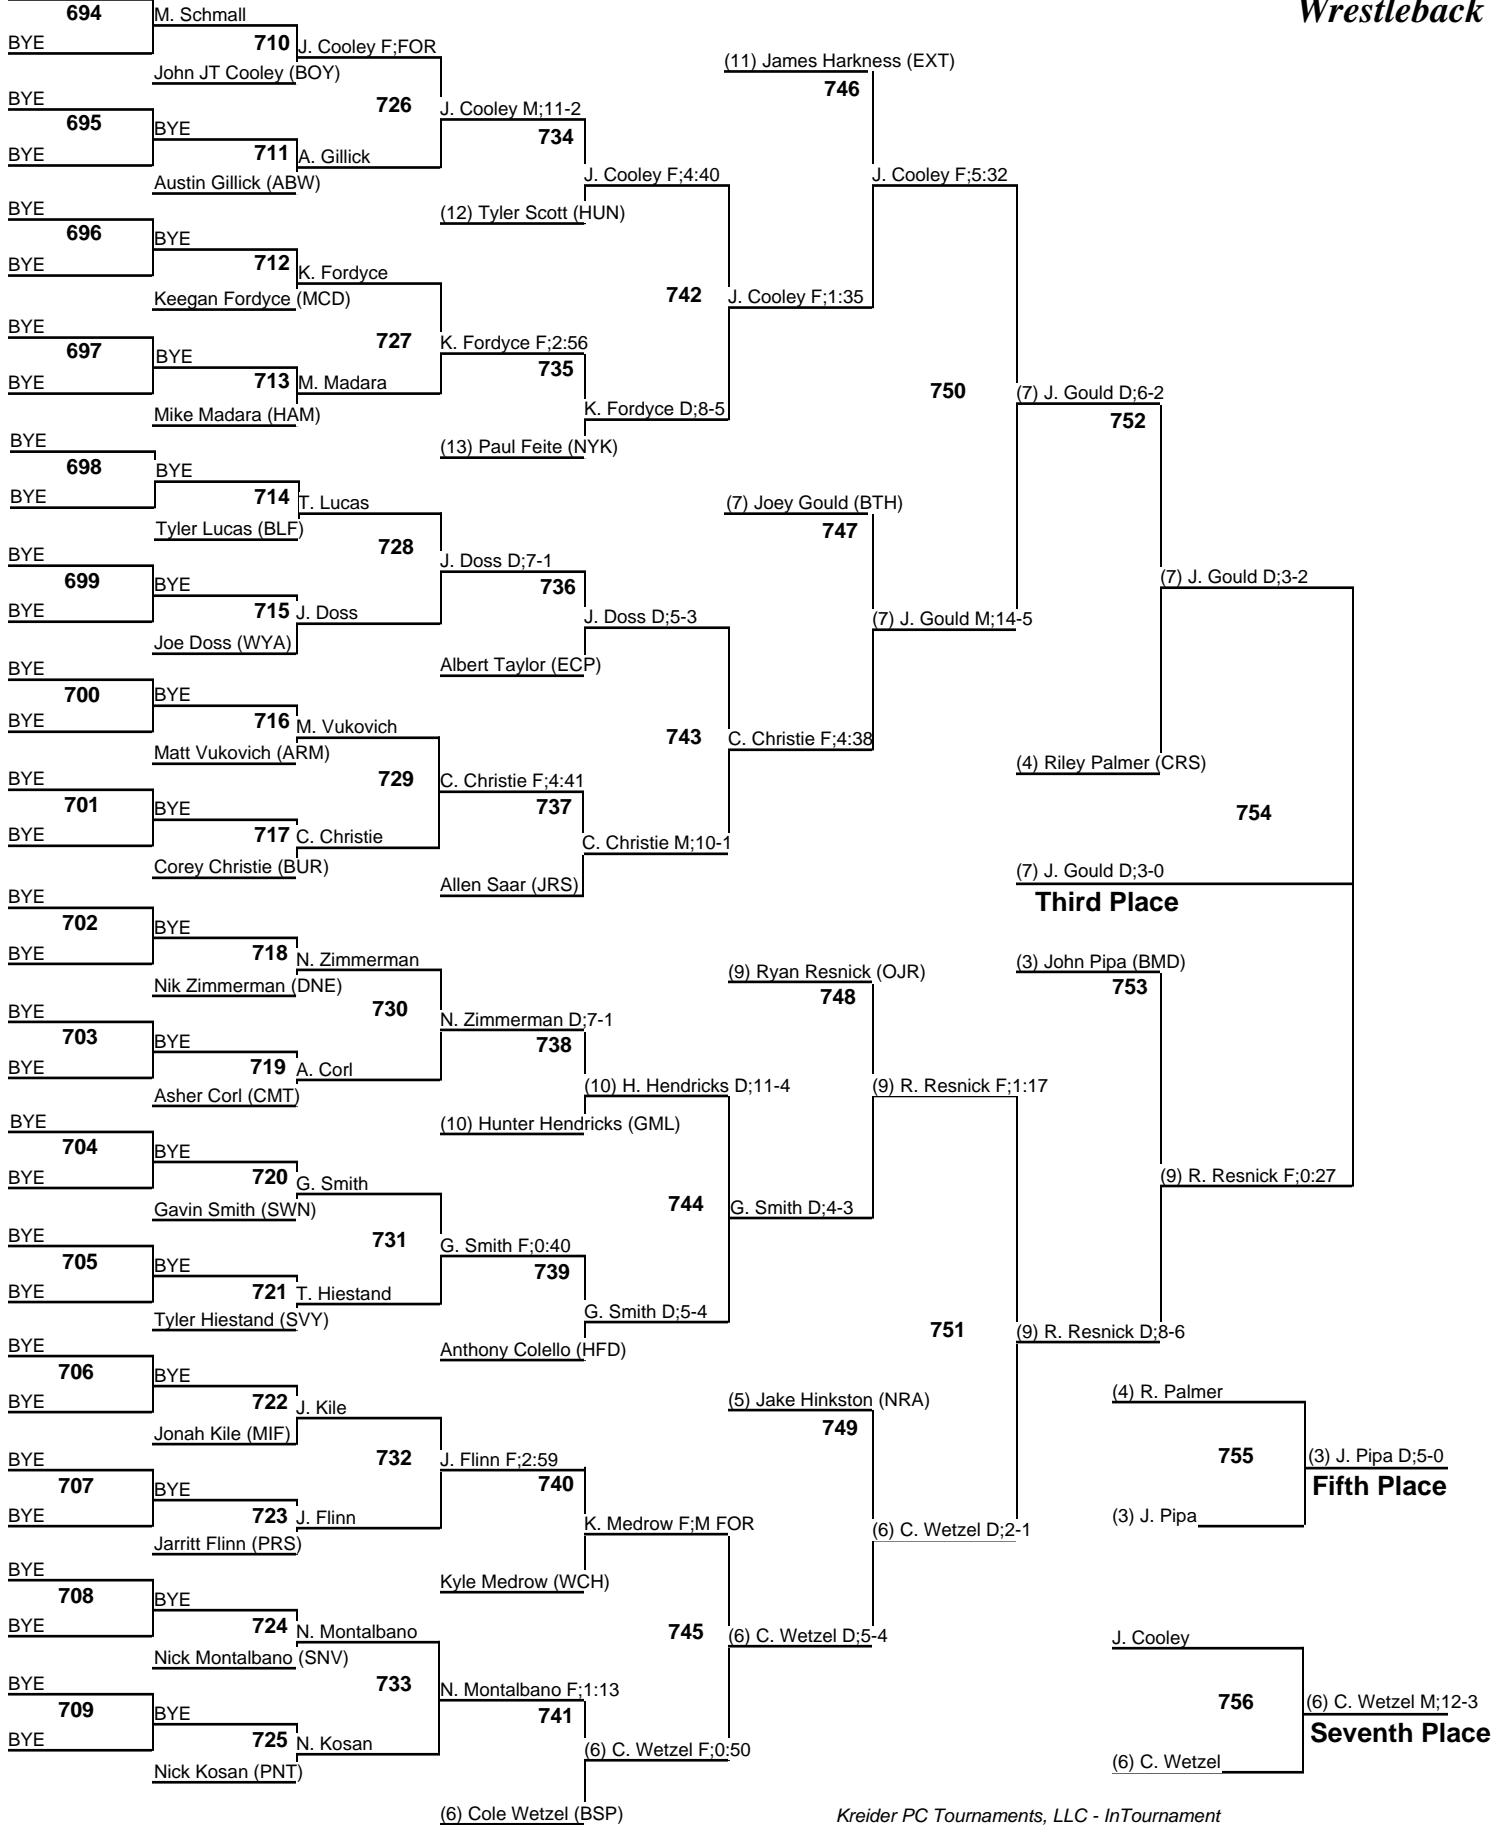 Wrestleback
694
M. Schmall
BYE
710
J. Cooley F;FOR
John JT Cooley (BOY)
(11) James Harkness (EXT)
746
BYE
726
J. Cooley M;11-2
695
BYE
734
BYE
711
A. Gillick
Austin Gillick (ABW)
J. Cooley F;4:40
J. Cooley F;5:32
BYE
(12) Tyler Scott (HUN)
696
BYE
BYE
712
K. Fordyce
Keegan Fordyce (MCD)
742
J. Cooley F;1:35
BYE
727
K. Fordyce F;2:56
697
BYE
735
BYE
713
M. Madara
750
(7) J. Gould D;6-2
Mike Madara (HAM)
K. Fordyce D;8-5
752
BYE
(13) Paul Feite (NYK)
698
BYE
BYE
714
T. Lucas
(7) Joey Gould (BTH)
Tyler Lucas (BLF)
747
BYE
728
J. Doss D;7-1
699
BYE
736
(7) J. Gould D;3-2
BYE
715
J. Doss
J. Doss D;5-3
(7) J. Gould M;14-5
Joe Doss (WYA)
BYE
Albert Taylor (ECP)
700
BYE
BYE
716
M. Vukovich
743
C. Christie F;4:38
Matt Vukovich (ARM)
(4) Riley Palmer (CRS)
BYE
729
C. Christie F;4:41
701
BYE
737
754
BYE
717
C. Christie
C. Christie M;10-1
Corey Christie (BUR)
(7) J. Gould D;3-0
BYE
Allen Saar (JRS)
Third Place
702
BYE
BYE
718
N. Zimmerman
(3) John Pipa (BMD)
Nik Zimmerman (DNE)
(9) Ryan Resnick (OJR)
753
748
BYE
730
N. Zimmerman D;7-1
703
BYE
738
BYE
719
A. Corl
Asher Corl (CMT)
(10) H. Hendricks D;11-4
(9) R. Resnick F;1:17
BYE
(10) Hunter Hendricks (GML)
704
BYE
BYE
720
G. Smith
(9) R. Resnick F;0:27
Gavin Smith (SWN)
744
G. Smith D;4-3
BYE
731
G. Smith F;0:40
705
BYE
739
BYE
721
T. Hiestand
Tyler Hiestand (SVY)
G. Smith D;5-4
751
(9) R. Resnick D;8-6
BYE
Anthony Colello (HFD)
706
BYE
BYE
722
J. Kile
(5) Jake Hinkston (NRA)
(4) R. Palmer
Jonah Kile (MIF)
749
BYE
732
J. Flinn F;2:59
755
(3) J. Pipa D;5-0
707
BYE
740
Fifth Place
BYE
723
J. Flinn
K. Medrow F;M FOR
(6) C. Wetzel D;2-1
(3) J. Pipa
Jarritt Flinn (PRS)
BYE
Kyle Medrow (WCH)
708
BYE
BYE
724
N. Montalbano
745
(6) C. Wetzel D;5-4
J. Cooley
Nick Montalbano (SNV)
BYE
733
N. Montalbano F;1:13
756
(6) C. Wetzel M;12-3
709
BYE
741
Seventh Place
BYE
725
N. Kosan
(6) C. Wetzel F;0:50
(6) C. Wetzel
Nick Kosan (PNT)
(6) Cole Wetzel (BSP)
Kreider PC Tournaments, LLC - InTournament